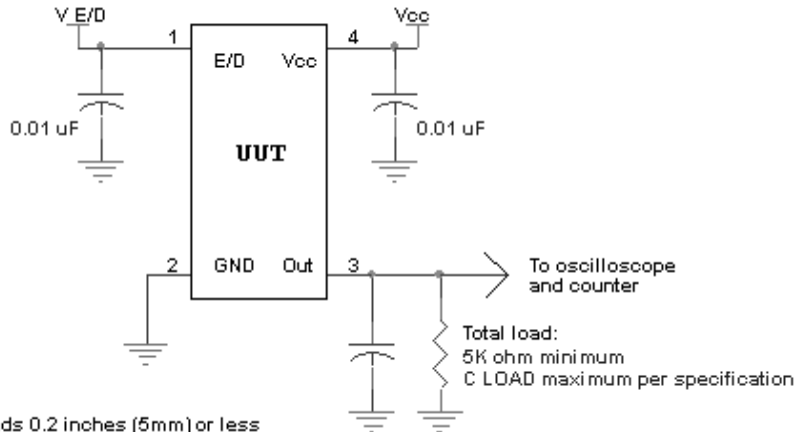 V E/D
Vcc
1
4
E/D
Vcc
0.01 uF
0.01 uF
UUT
2
GND
Out
3
To oscilloscope
and counter
Total load:
5K ohm minimum
C LOAD maximum per specification
0.2 inches (5mm) or less